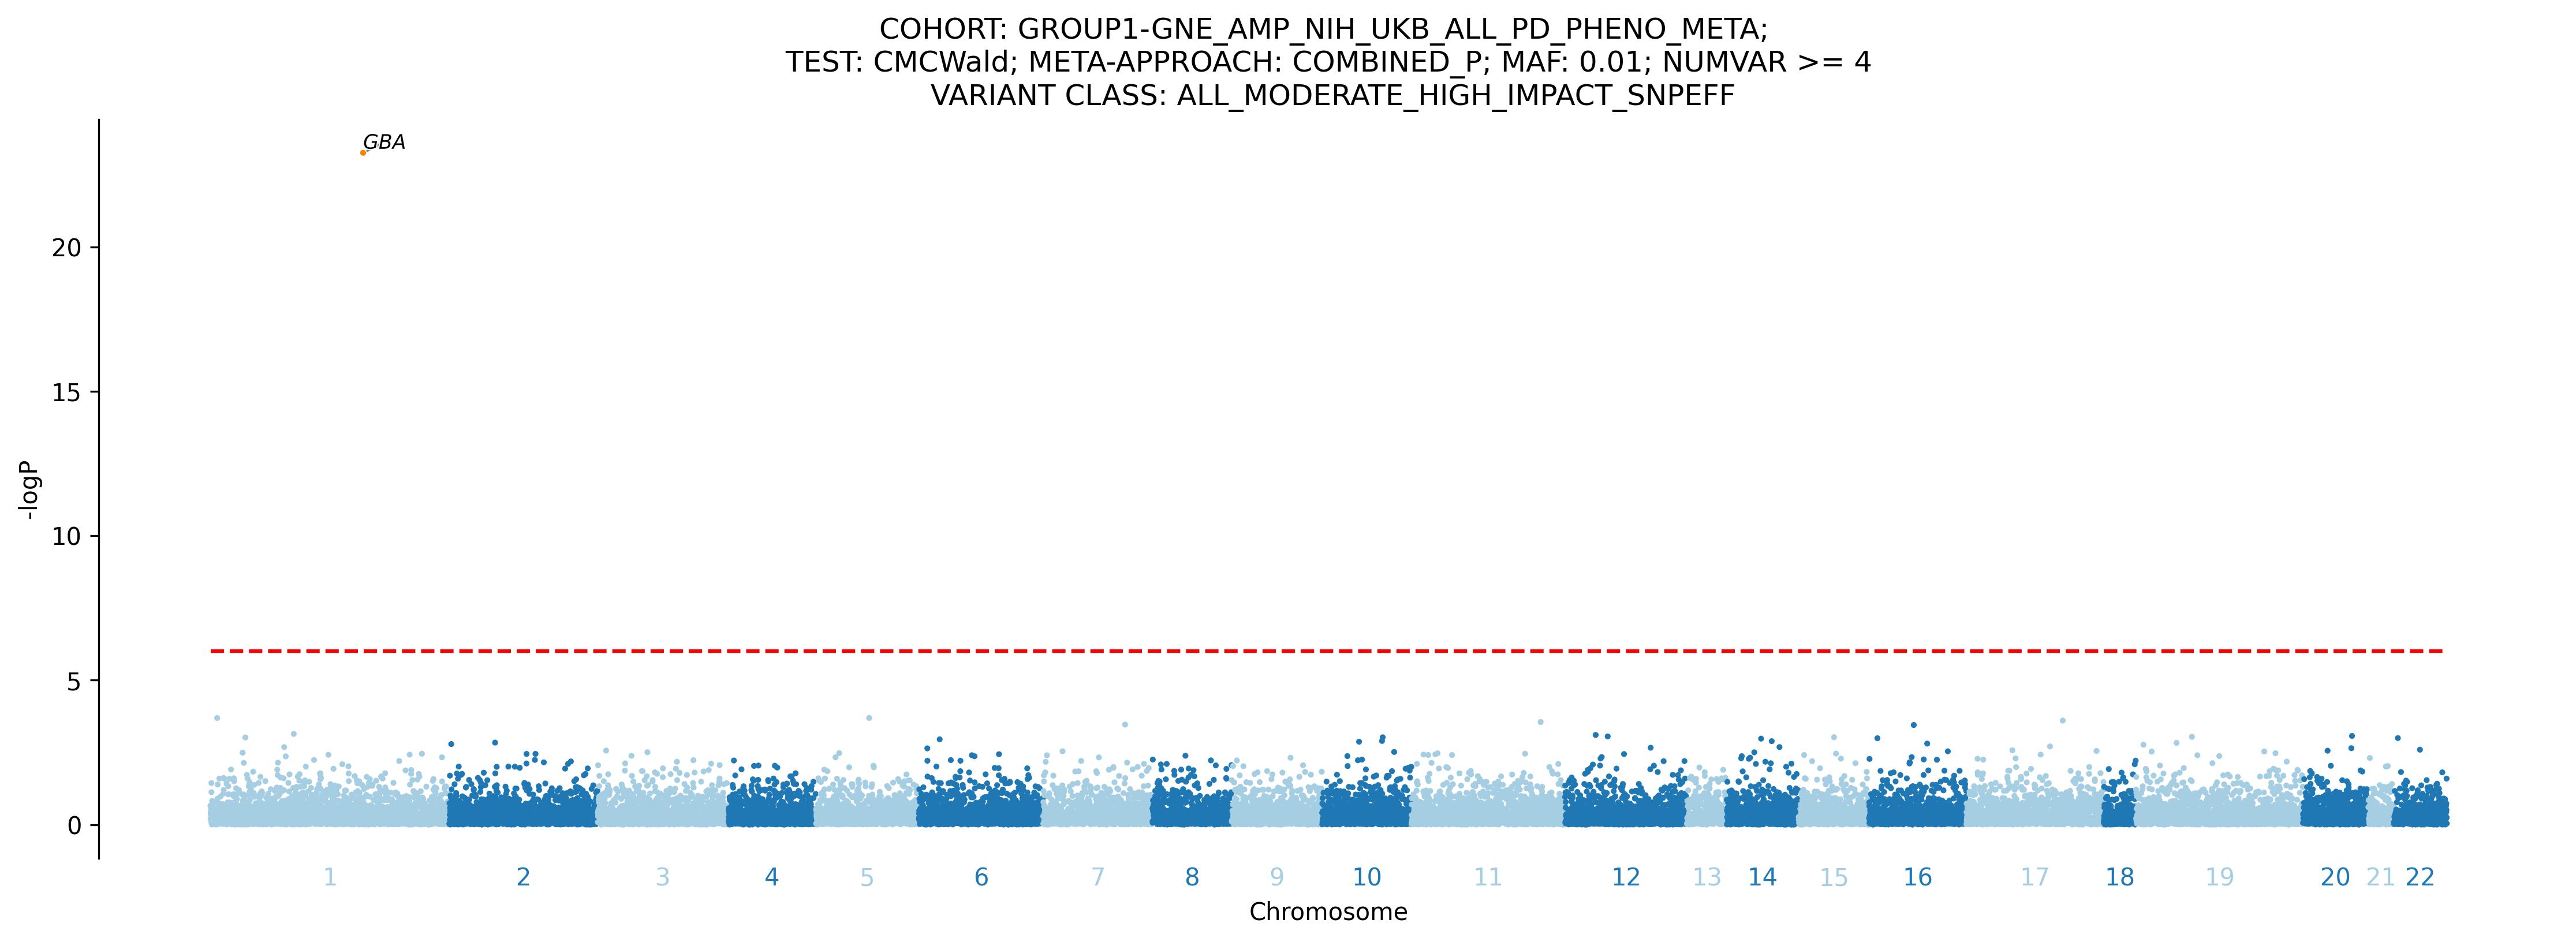 COHORT: GROUP1-GNE_AMP_NIH_UKB_ALL_PD_PHENO_META;
TEST: CMCWald; META-APPROACH: COMBINED_P; MAF: 0.01; NUMVAR >= 4
VARIANT CLASS: ALL_MODERATE_HIGH_IMPACT_SNPEFF
GBA
20
15
-logP
10
5
0
1 2 3 4 5 6 7 8 9 10 11 12 13 14 15 16 17 18 19 20 21 22
Chromosome